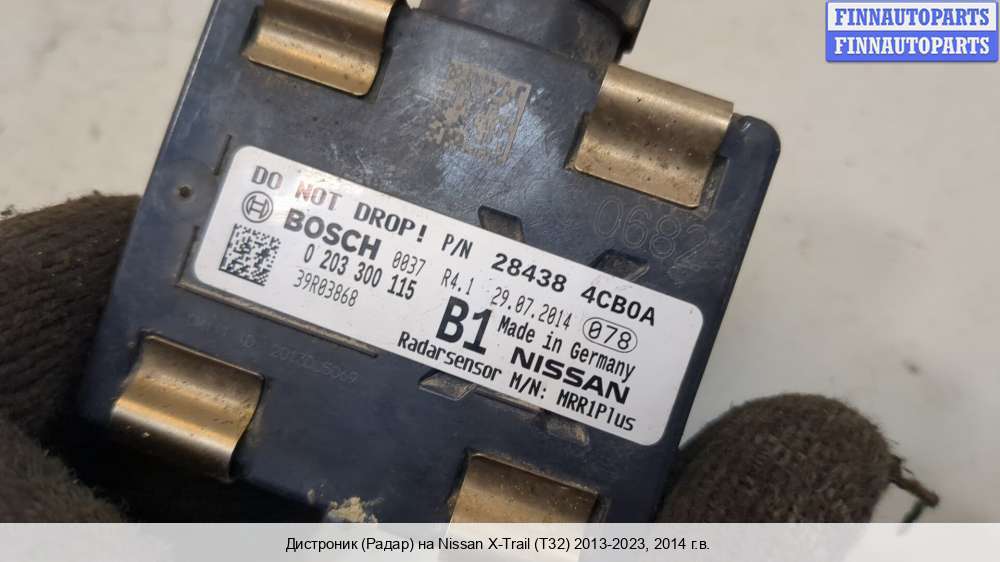 FINNAUTOPARTS
FINNAUTOPARTS
0682
DO NOT DROP! P/N 28438 4CB0A
BOSCH 0037 R4.1 29.07.2014 078
0 203 300 115
39R03868
B1 Made in Germany
NISSAN
Radarsensor M/N: MRR1Plus
Дистроник (Радар) на Nissan X-Trail (T32) 2013-2023, 2014 г.в.